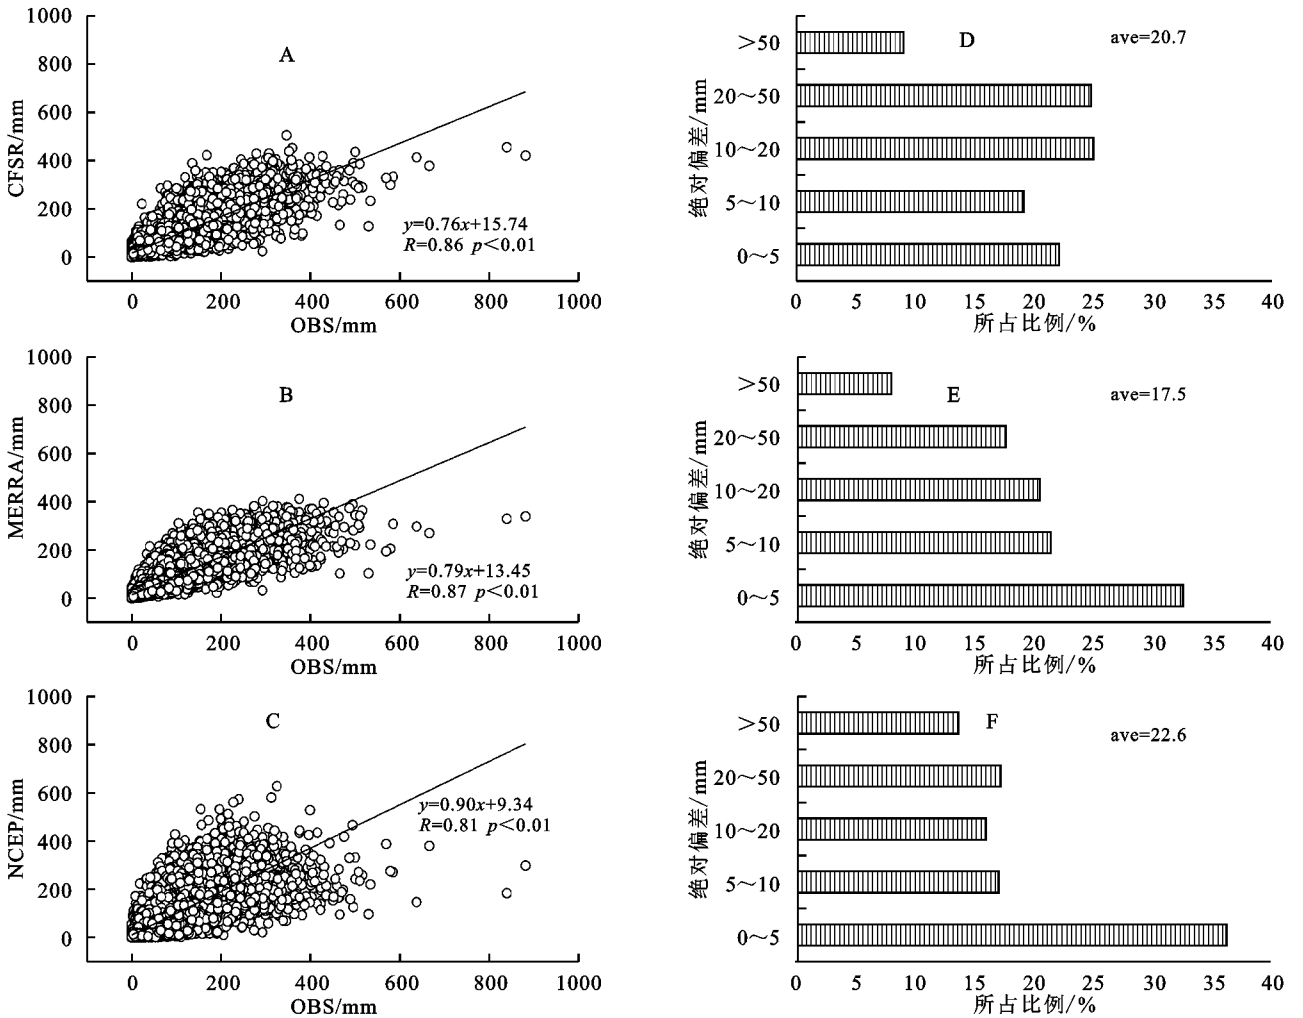 1000
800
600
400
200
0
CFSR/mm
A
y=0.76x+15.74
R=0.86 p<0.01
0 200 400 600 800 1000
OBS/mm
D
ave=20.7
>50
20～50
10～20
5～10
0～5
绝对偏差/mm
0 5 10 15 20 25 30 35 40
所占比例/%
1000
800
600
400
200
0
MERRA/mm
B
y=0.79x+13.45
R=0.87 p<0.01
0 200 400 600 800 1000
OBS/mm
E
ave=17.5
>50
20～50
10～20
5～10
0～5
绝对偏差/mm
0 5 10 15 20 25 30 35 40
所占比例/%
1000
800
600
400
200
0
NCEP/mm
C
y=0.90x+9.34
R=0.81 p<0.01
0 200 400 600 800 1000
OBS/mm
F
ave=22.6
>50
20～50
10～20
5～10
0～5
绝对偏差/mm
0 5 10 15 20 25 30 35 40
所占比例/%